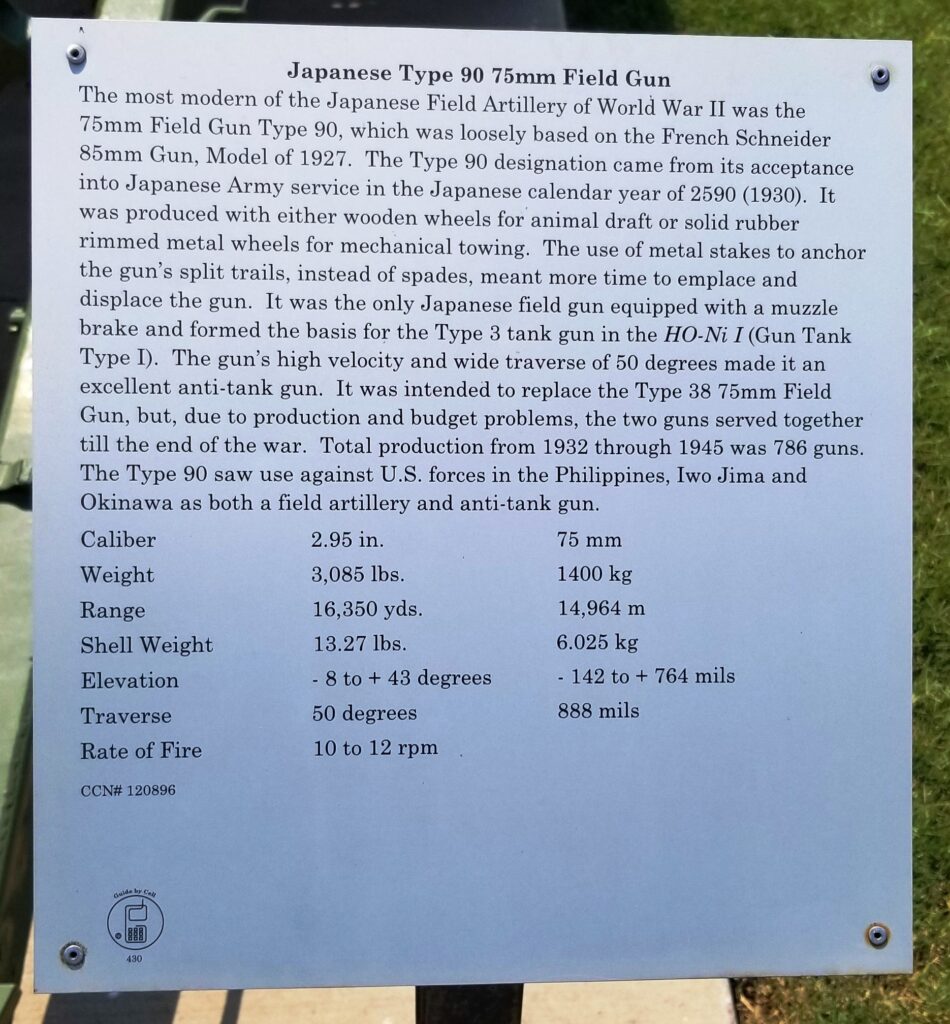 Japanese Type 90 75mm Field Gun
The most modern of the Japanese Field Artillery of World War II was the
75mm Field Gun Type 90, which was loosely based on the French Schneider
85mm Gun, Model of 1927.  The Type 90 designation came from its acceptance
into Japanese Army service in the Japanese calendar year of 2590 (1930).  It
was produced with either wooden wheels for animal draft or solid rubber
rimmed metal wheels for mechanical towing.  The use of metal stakes to anchor
the gun's split trails, instead of spades, meant more time to emplace and
displace the gun.  It was the only Japanese field gun equipped with a muzzle
brake and formed the basis for the Type 3 tank gun in the HO-Ni I (Gun Tank
Type I).  The gun's high velocity and wide traverse of 50 degrees made it an
excellent anti-tank gun.  It was intended to replace the Type 38 75mm Field
Gun, but, due to production and budget problems, the two guns served together
till the end of the war.  Total production from 1932 through 1945 was 786 guns.
The Type 90 saw use against U.S. forces in the Philippines, Iwo Jima and
Okinawa as both a field artillery and anti-tank gun.
Caliber 2.95 in. 75 mm
Weight 3,085 lbs. 1400 kg
Range 16,350 yds. 14,964 m
Shell Weight 13.27 lbs. 6.025 kg
Elevation - 8 to + 43 degrees - 142 to + 764 mils
Traverse 50 degrees 888 mils
Rate of Fire 10 to 12 rpm
CCN# 120896
Guide by Cell
430